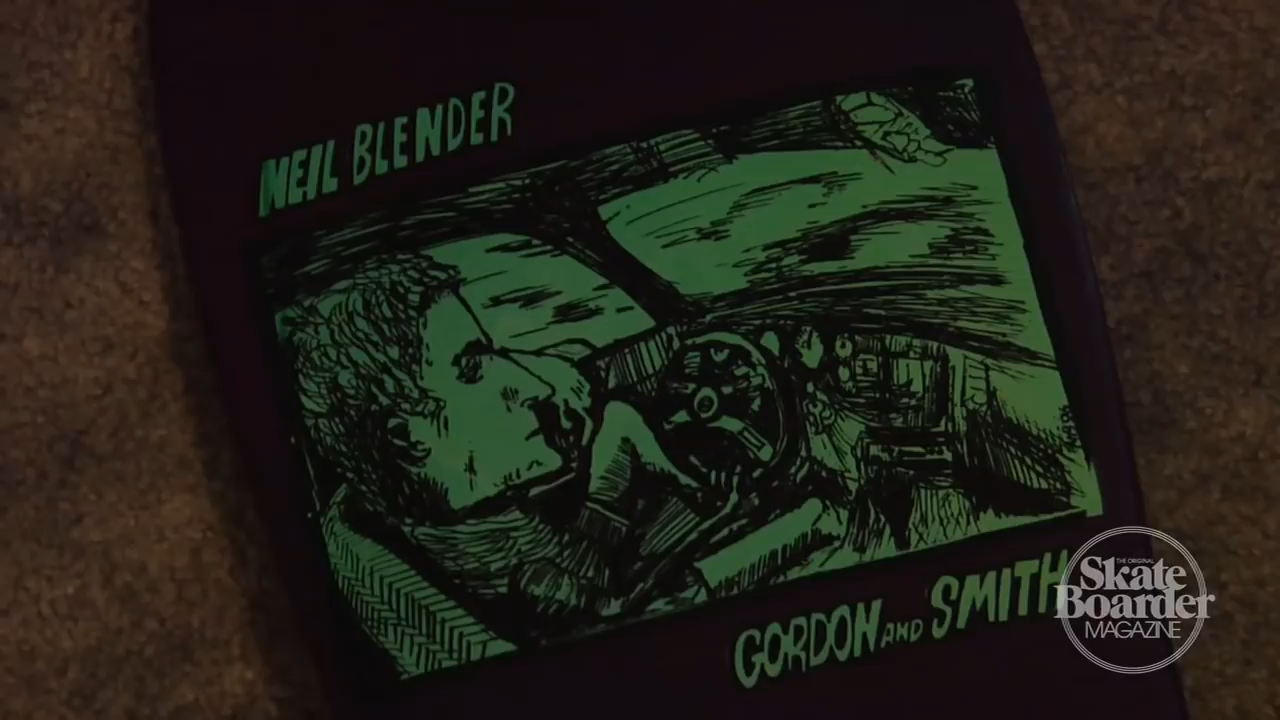 NEIL BLENDER
GORDON AND SMITH
THE ORIGINAL
Skate
Boarder
MAGAZINE